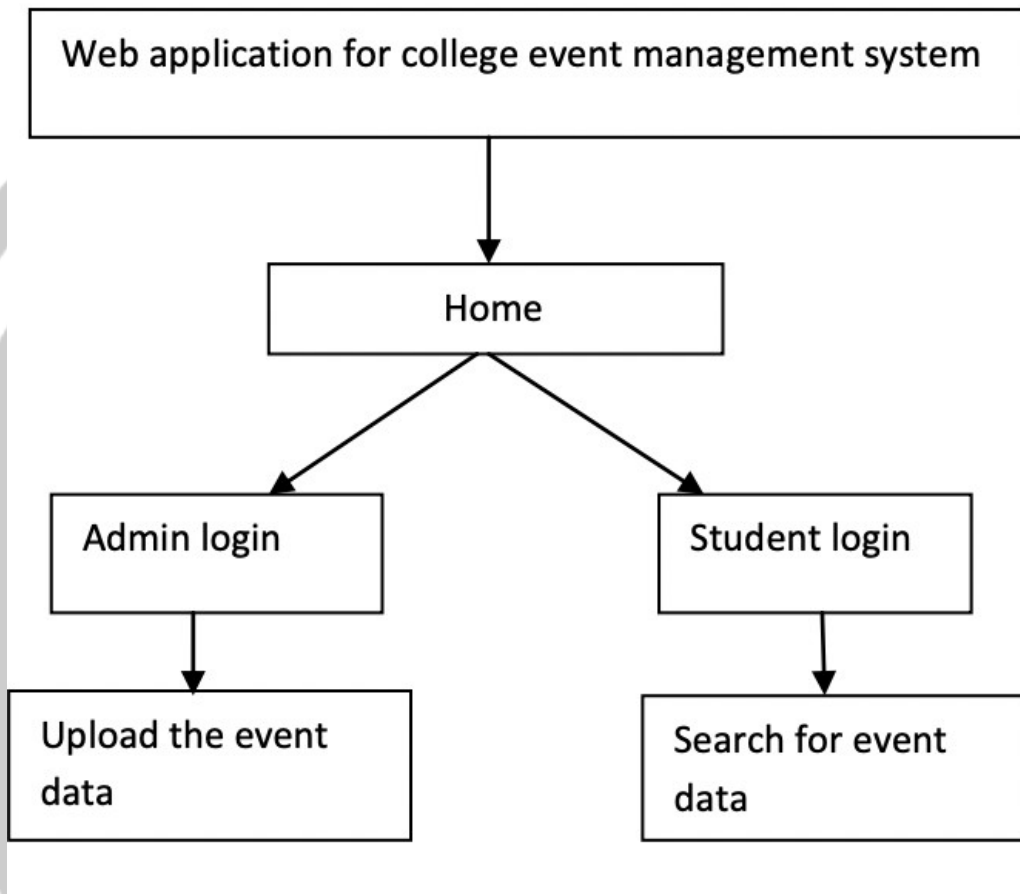 Web application for college event management system
Home
Admin login
Student login
Upload the event
data
Search for event
data